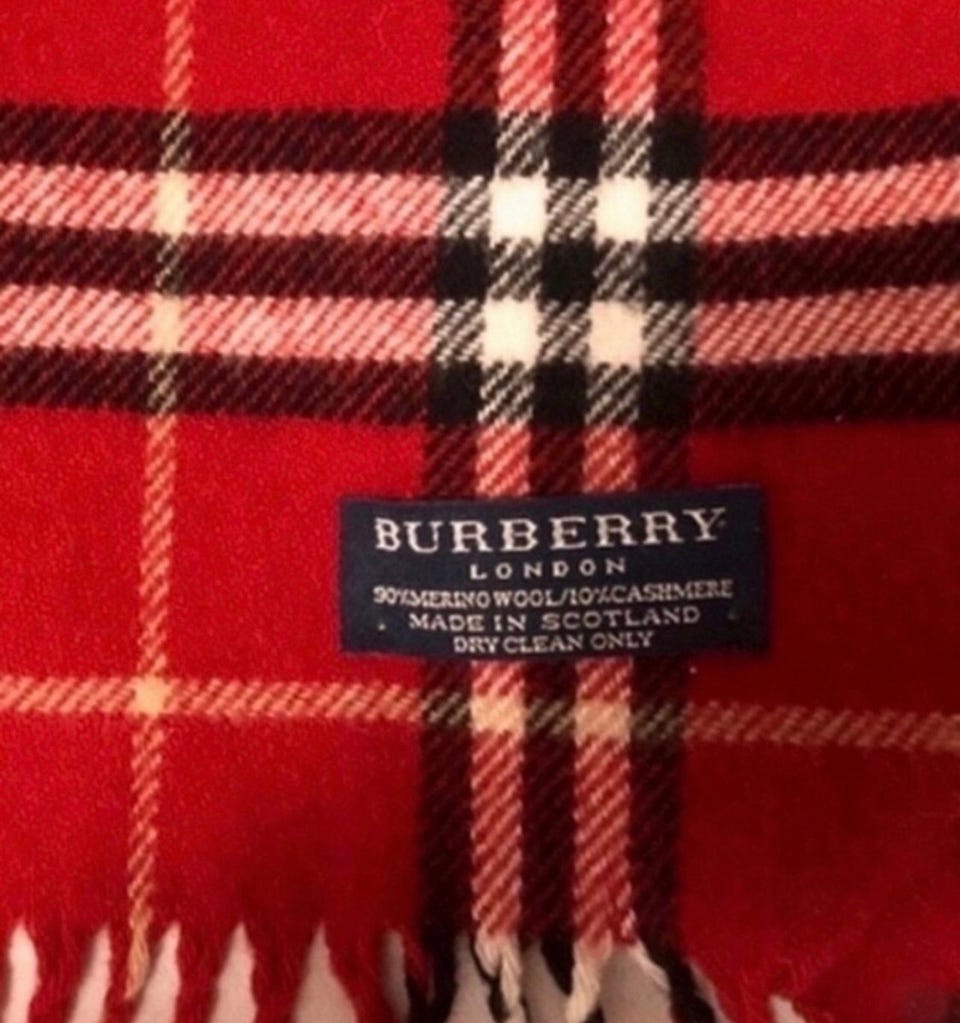 BURBERRY
LONDON
90%MERINO WOOL/10%CASHMERE
MADE IN SCOTLAND
DRY CLEAN ONLY